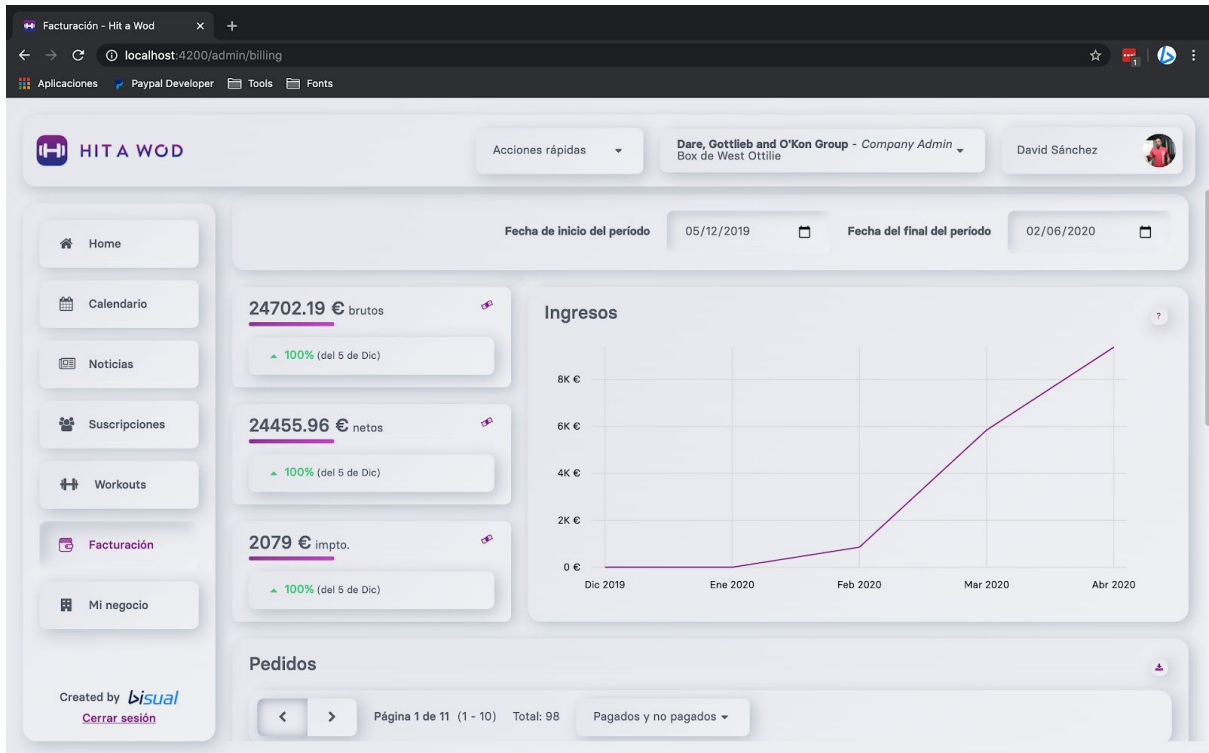 Facturación - Hit a Wod
localhost:4200/admin/billing
1
Aplicaciones Paypal Developer Tools Fonts
HIT A WOD
Acciones rápidas
Dare, Gottlieb and O'Kon Group - Company Admin
Box de West Ottilie
David Sánchez
Home
Calendario
Noticias
Suscripciones
Workouts
Facturación
Mi negocio
Created by bisual
Cerrar sesión
Fecha de inicio del período 05/12/2019 Fecha del final del período 02/06/2020
24702.19 € brutos
100% (del 5 de Dic)
24455.96 € netos
100% (del 5 de Dic)
2079 € impto.
100% (del 5 de Dic)
Ingresos
?
8K €
6K €
4K €
2K €
0 €
Dic 2019 Ene 2020 Feb 2020 Mar 2020 Abr 2020
Pedidos
Página 1 de 11 (1 - 10) Total: 98 Pagados y no pagados